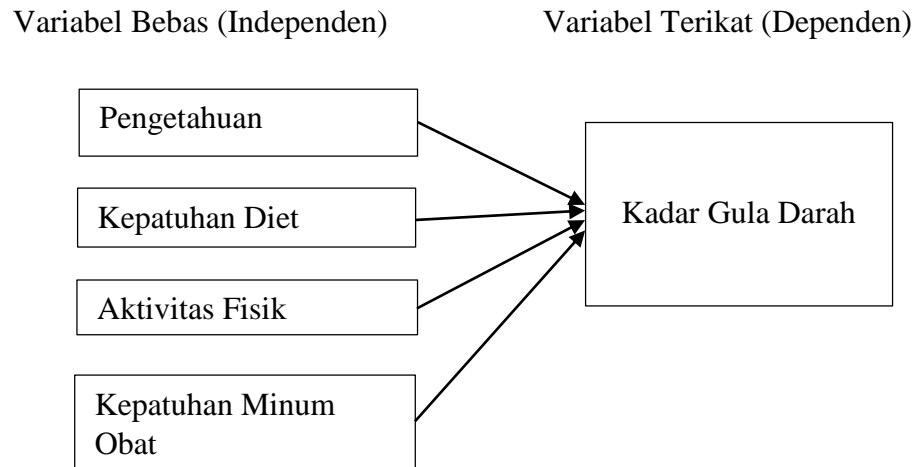 Variabel Bebas (Independen)
Variabel Terikat (Dependen)
Pengetahuan
Kepatuhan Diet
Aktivitas Fisik
Kepatuhan Minum
Obat
Kadar Gula Darah